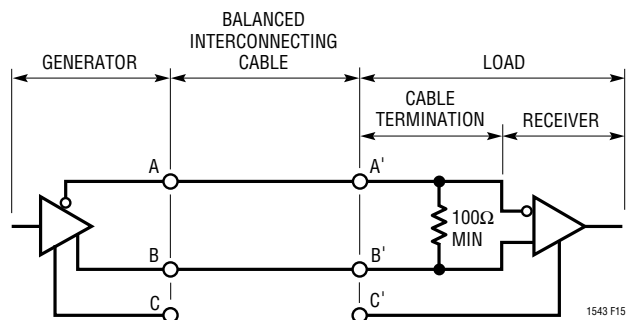 BALANCED
INTERCONNECTING
CABLE
GENERATOR
LOAD
CABLE
TERMINATION
RECEIVER
A
A'
100Ω
MIN
B
B'
C
C'
1543 F15